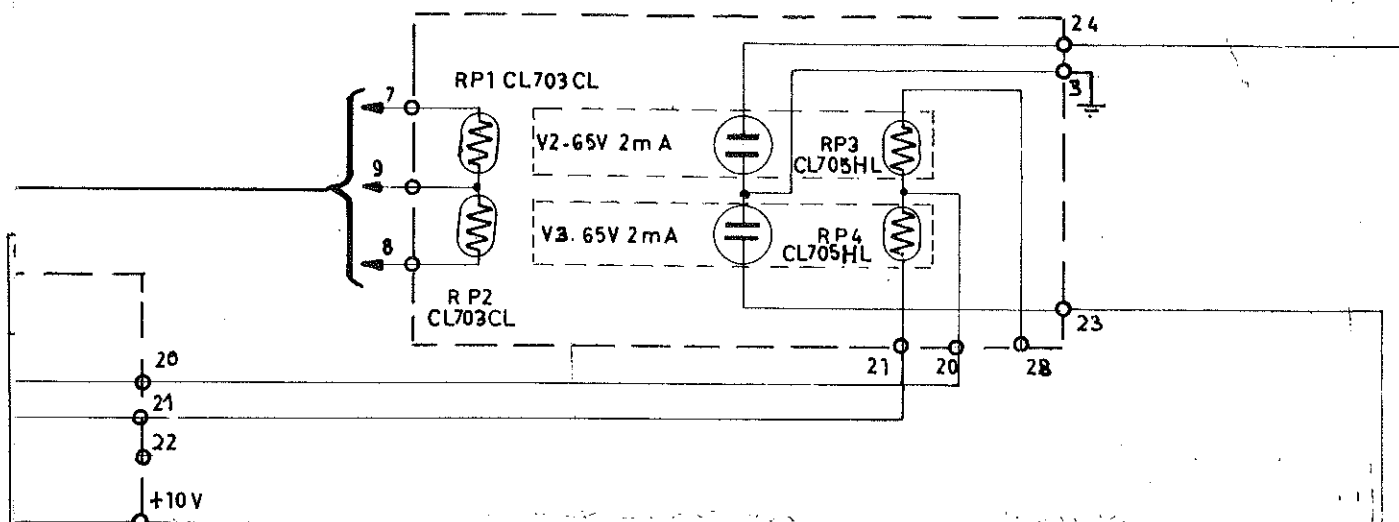 24
3
RP1 CL703CL
7
V2-65V 2mA
RP3
CL705HL
9
V3. 65V 2mA
RP4
CL705HL
8
RP2
CL703CL
23
21
20
28
20
21
22
+10V